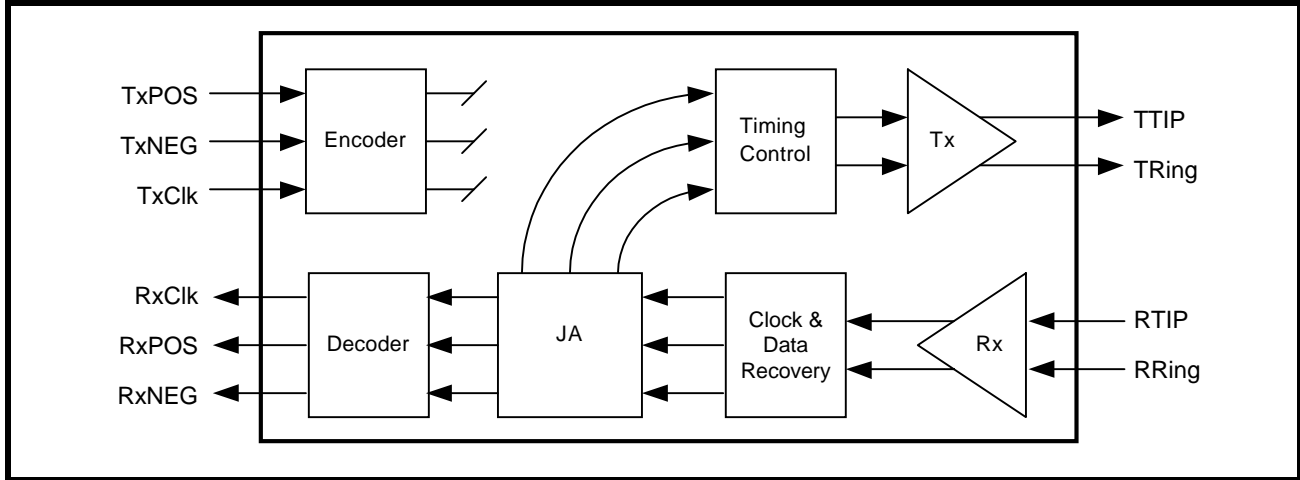 TxPOS
TxNEG
TxClk
Encoder
Timing
Control
Tx
TTIP
TRing
RxClk
RxPOS
RxNEG
Decoder
JA
Clock &
Data
Recovery
Rx
RTIP
RRing